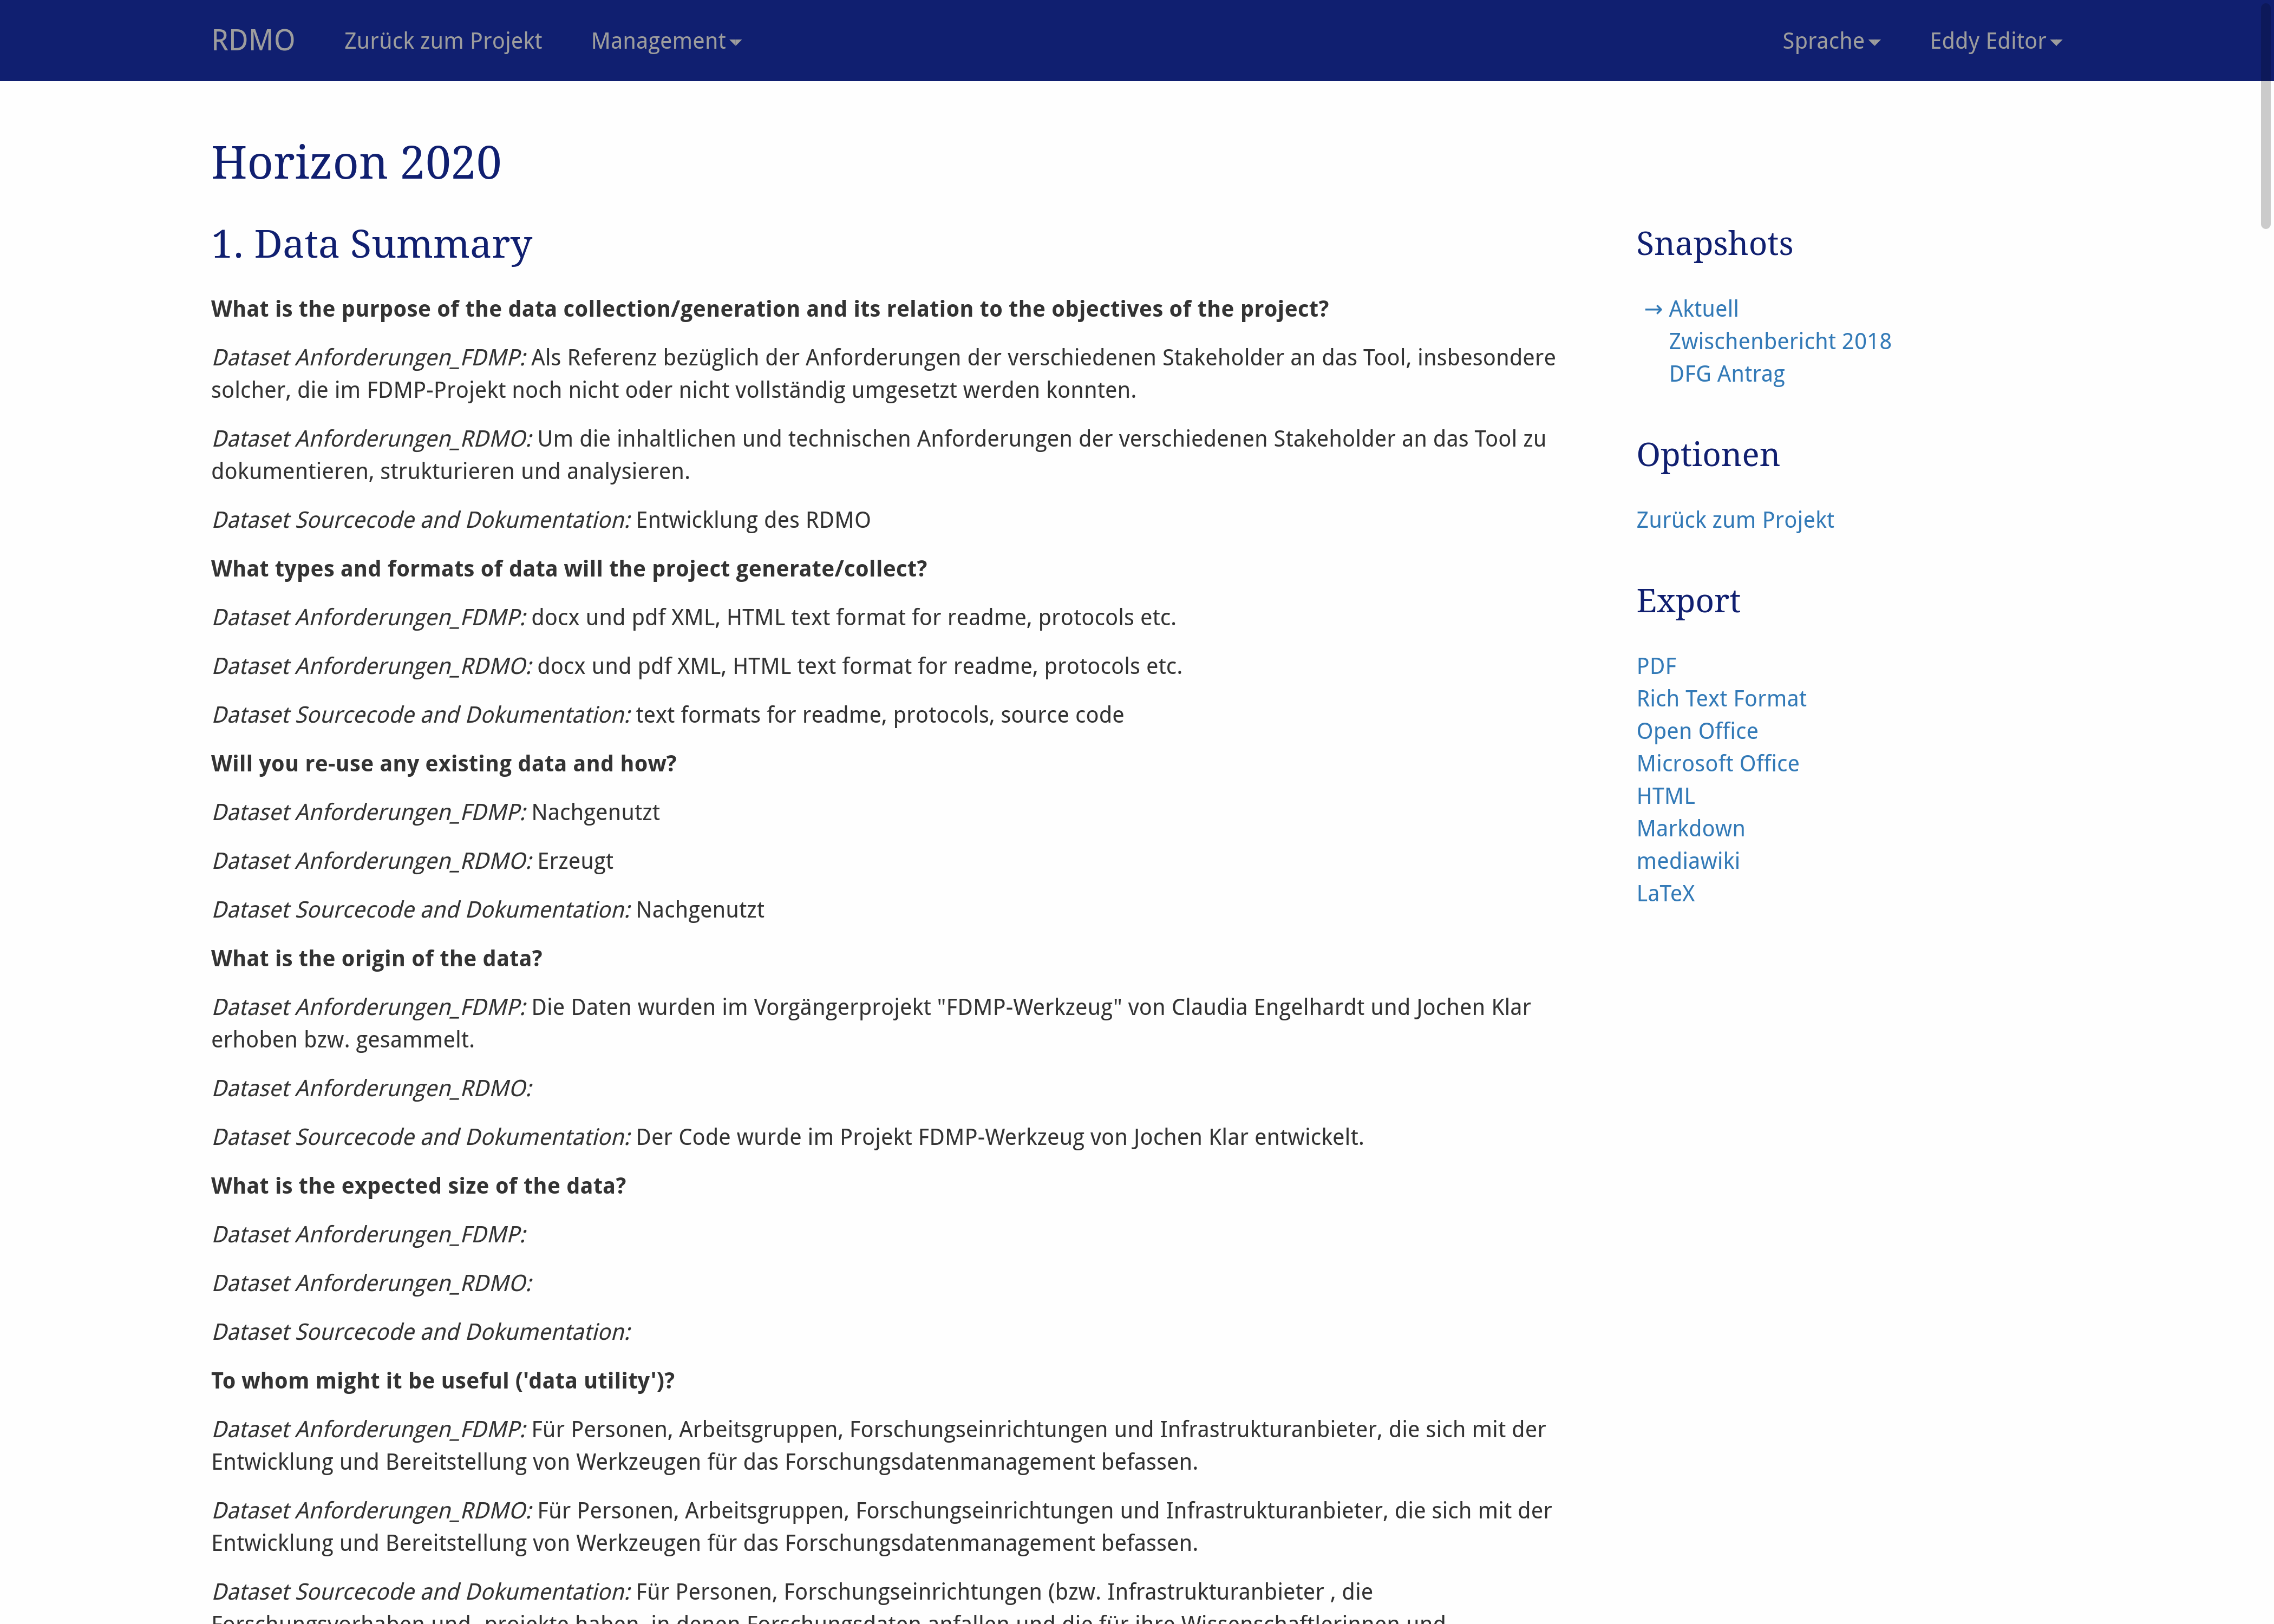 RDMO Zurück zum Projekt Management Sprache Eddy Editor
Horizon 2020
1. Data Summary
What is the purpose of the data collection/generation and its relation to the objectives of the project?
Dataset Anforderungen_FDMP: Als Referenz bezüglich der Anforderungen der verschiedenen Stakeholder an das Tool, insbesondere
solcher, die im FDMP-Projekt noch nicht oder nicht vollständig umgesetzt werden konnten.
Dataset Anforderungen_RDMO: Um die inhaltlichen und technischen Anforderungen der verschiedenen Stakeholder an das Tool zu
dokumentieren, strukturieren und analysieren.
Dataset Sourcecode and Dokumentation: Entwicklung des RDMO
What types and formats of data will the project generate/collect?
Dataset Anforderungen_FDMP: docx und pdf XML, HTML text format for readme, protocols etc.
Dataset Anforderungen_RDMO: docx und pdf XML, HTML text format for readme, protocols etc.
Dataset Sourcecode and Dokumentation: text formats for readme, protocols, source code
Will you re-use any existing data and how?
Dataset Anforderungen_FDMP: Nachgenutzt
Dataset Anforderungen_RDMO: Erzeugt
Dataset Sourcecode and Dokumentation: Nachgenutzt
What is the origin of the data?
Dataset Anforderungen_FDMP: Die Daten wurden im Vorgängerprojekt "FDMP-Werkzeug" von Claudia Engelhardt und Jochen Klar
erhoben bzw. gesammelt.
Dataset Anforderungen_RDMO:
Dataset Sourcecode and Dokumentation: Der Code wurde im Projekt FDMP-Werkzeug von Jochen Klar entwickelt.
What is the expected size of the data?
Dataset Anforderungen_FDMP:
Dataset Anforderungen_RDMO:
Dataset Sourcecode and Dokumentation:
To whom might it be useful ('data utility')?
Dataset Anforderungen_FDMP: Für Personen, Arbeitsgruppen, Forschungseinrichtungen und Infrastrukturanbieter, die sich mit der
Entwicklung und Bereitstellung von Werkzeugen für das Forschungsdatenmanagement befassen.
Dataset Anforderungen_RDMO: Für Personen, Arbeitsgruppen, Forschungseinrichtungen und Infrastrukturanbieter, die sich mit der
Entwicklung und Bereitstellung von Werkzeugen für das Forschungsdatenmanagement befassen.
Dataset Sourcecode and Dokumentation: Für Personen, Forschungseinrichtungen (bzw. Infrastrukturanbieter , die
Forschungsvorhaben und -projekte haben, in denen Forschungsdaten anfallen und die für ihre Wissenschaftlerinnen und
Snapshots
→ Aktuell
Zwischenbericht 2018
DFG Antrag
Optionen
Zurück zum Projekt
Export
PDF
Rich Text Format
Open Office
Microsoft Office
HTML
Markdown
mediawiki
LaTeX